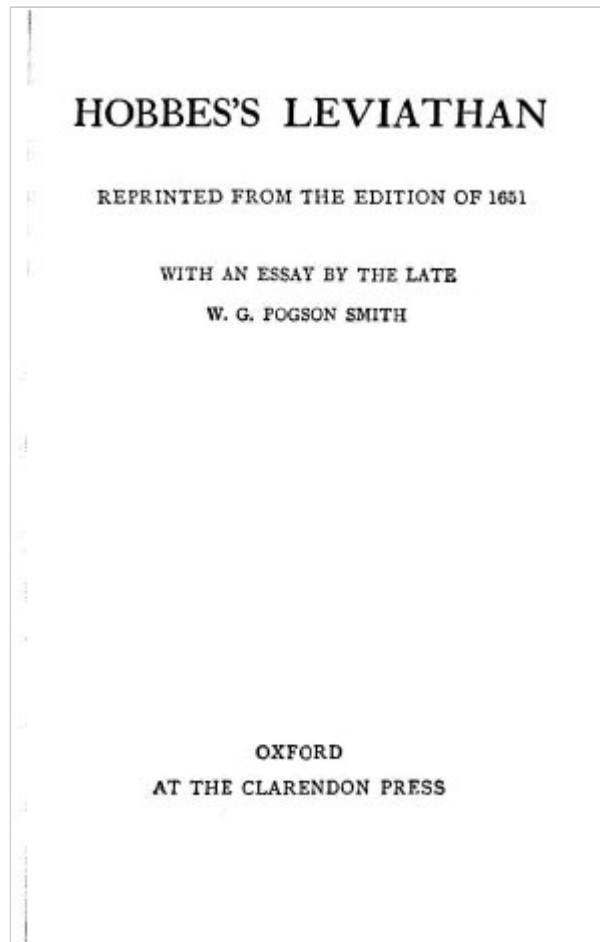 HOBBES'S LEVIATHAN
REPRINTED FROM THE EDITION OF 1651
WITH AN ESSAY BY THE LATE
W. G. POGSON SMITH
OXFORD
AT THE CLARENDON PRESS